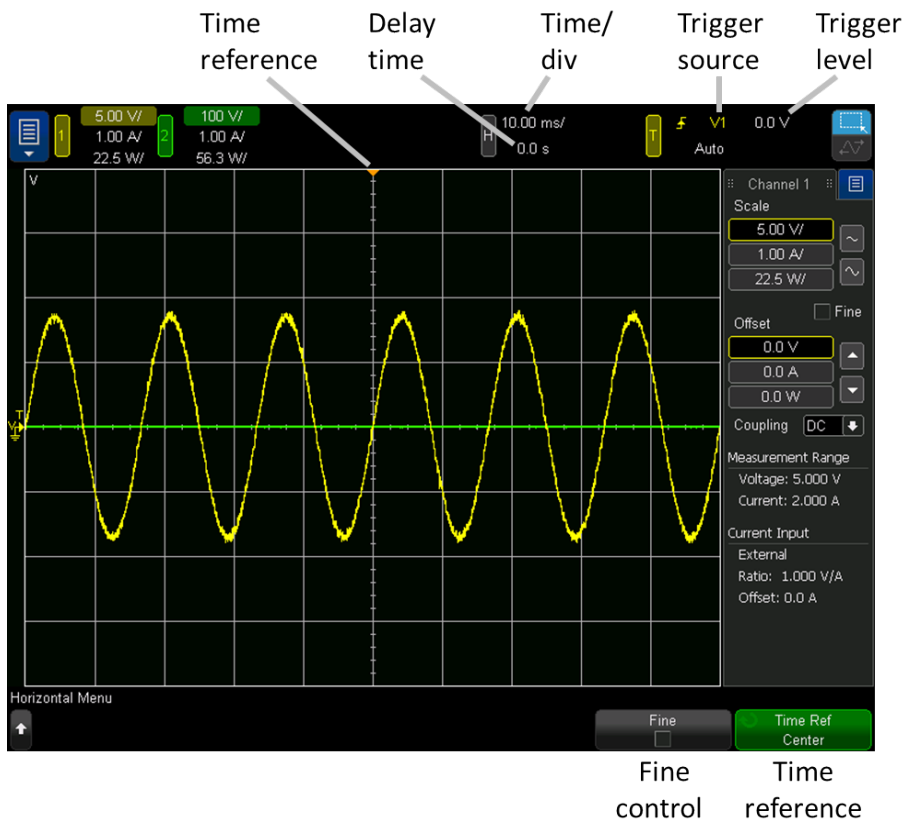 Time
reference
Delay
time
Time/
div
Trigger
source
Trigger
level
1
5.00 V/
1.00 A/
22.5 W/
2
100 V/
1.00 A/
56.3 W/
H
10.00 ms/
0.0 s
T
V1
0.0 V
Auto
V
Channel 1
Scale
5.00 V/
1.00 A/
22.5 W/
Fine
Offset
0.0 V
0.0 A
0.0 W
Coupling DC
Measurement Range
Voltage: 5.000 V
Current: 2.000 A
Current Input
External
Ratio: 1.000 V/A
Offset: 0.0 A
T
V
Horizontal Menu
Fine
Time Ref
Center
Fine
control
Time
reference